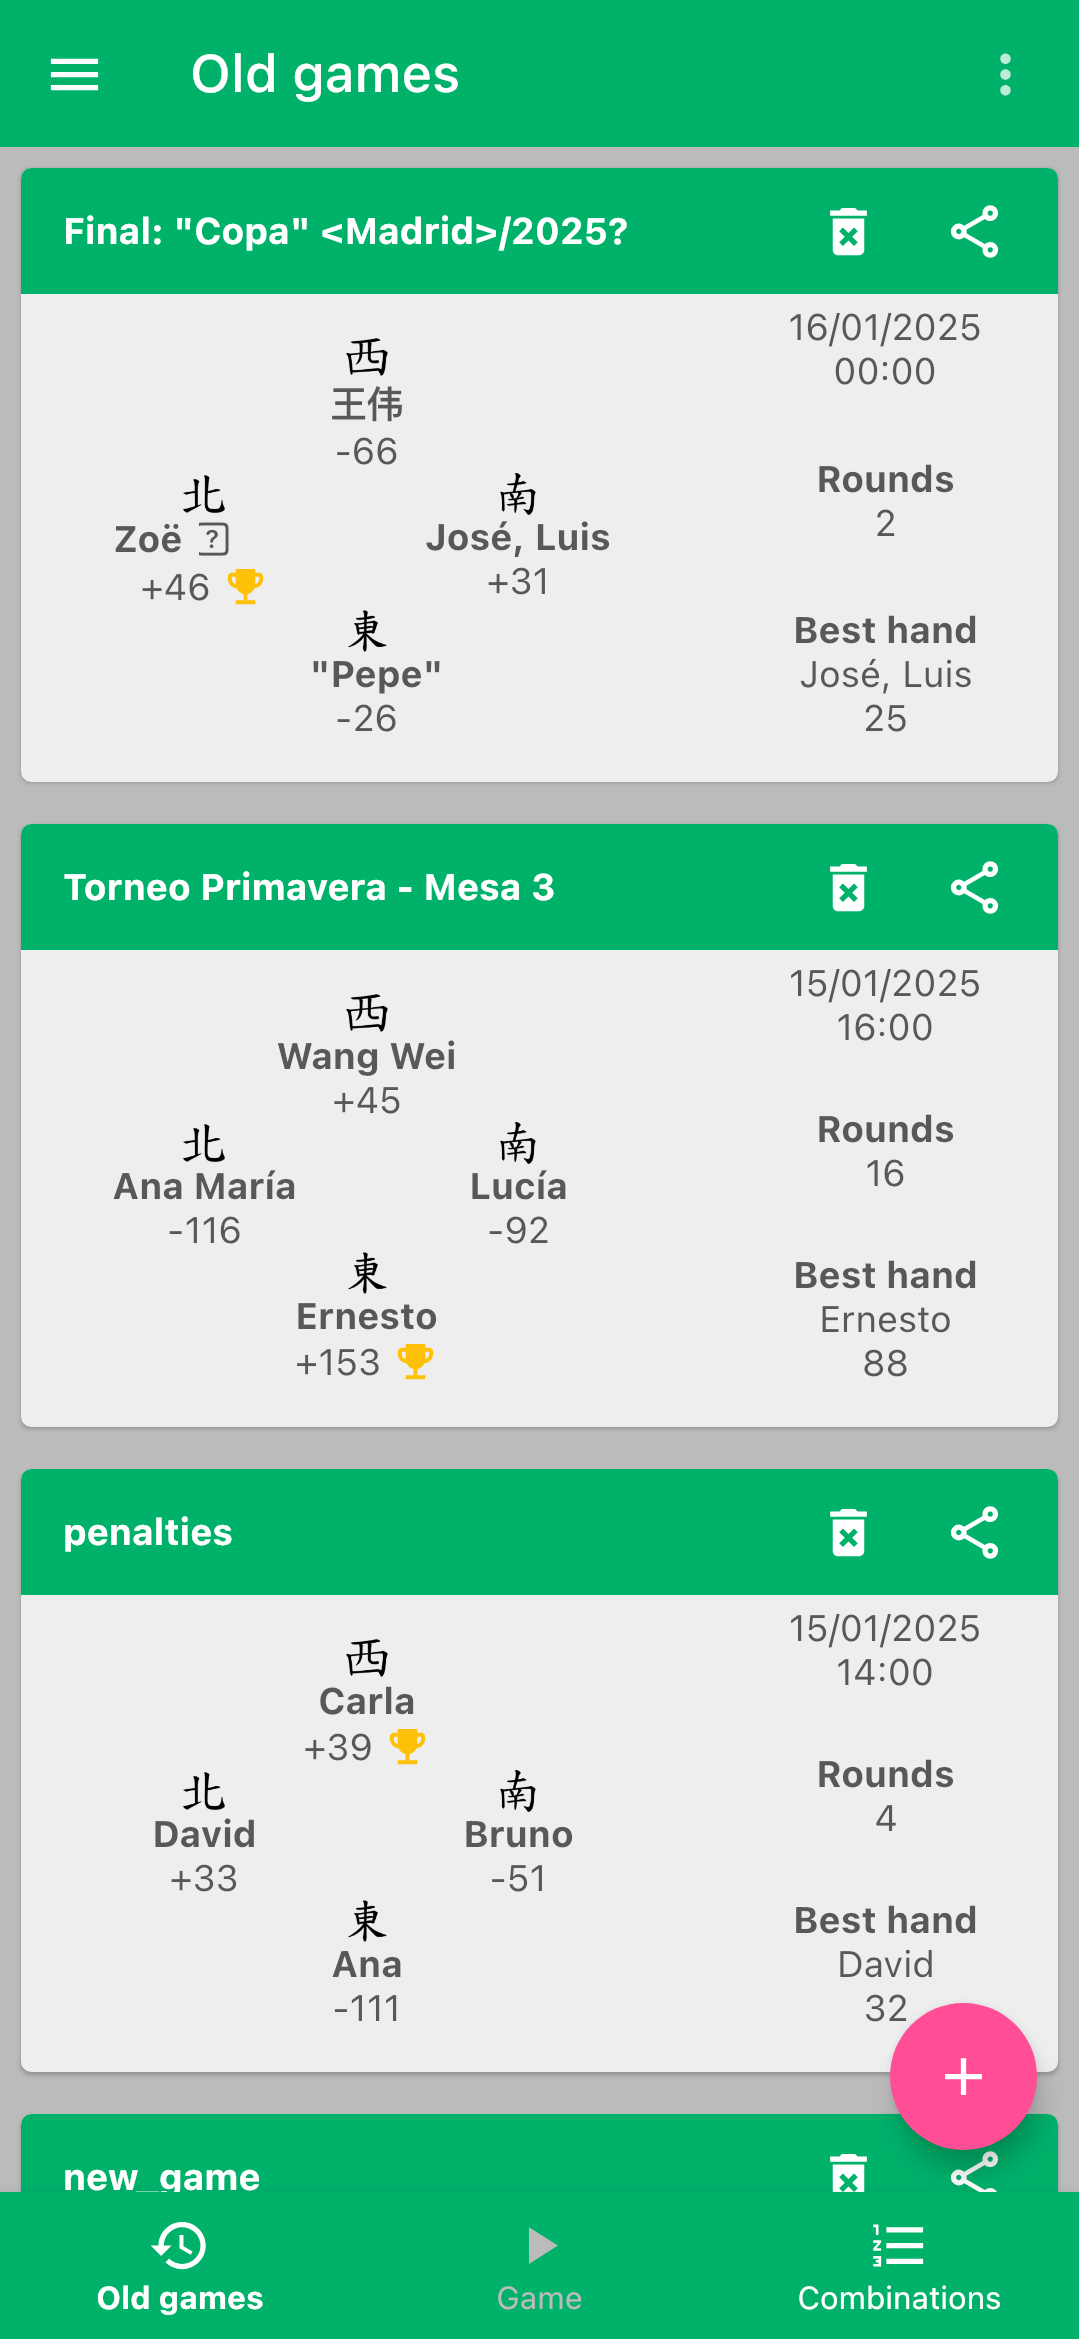 Old games
Final: "Copa" <Madrid>/2025?
16/01/2025
00:00
西
王伟
-66
北
Zoë
+46
南
José, Luis
+31
東
"Pepe"
-26
Rounds
2
Best hand
José, Luis
25
Torneo Primavera - Mesa 3
15/01/2025
16:00
西
Wang Wei
+45
北
Ana María
-116
南
Lucía
-92
東
Ernesto
+153
Rounds
16
Best hand
Ernesto
88
penalties
15/01/2025
14:00
西
Carla
+39
北
David
+33
南
Bruno
-51
東
Ana
-111
Rounds
4
Best hand
David
32
new_game
Old games
Game
Combinations